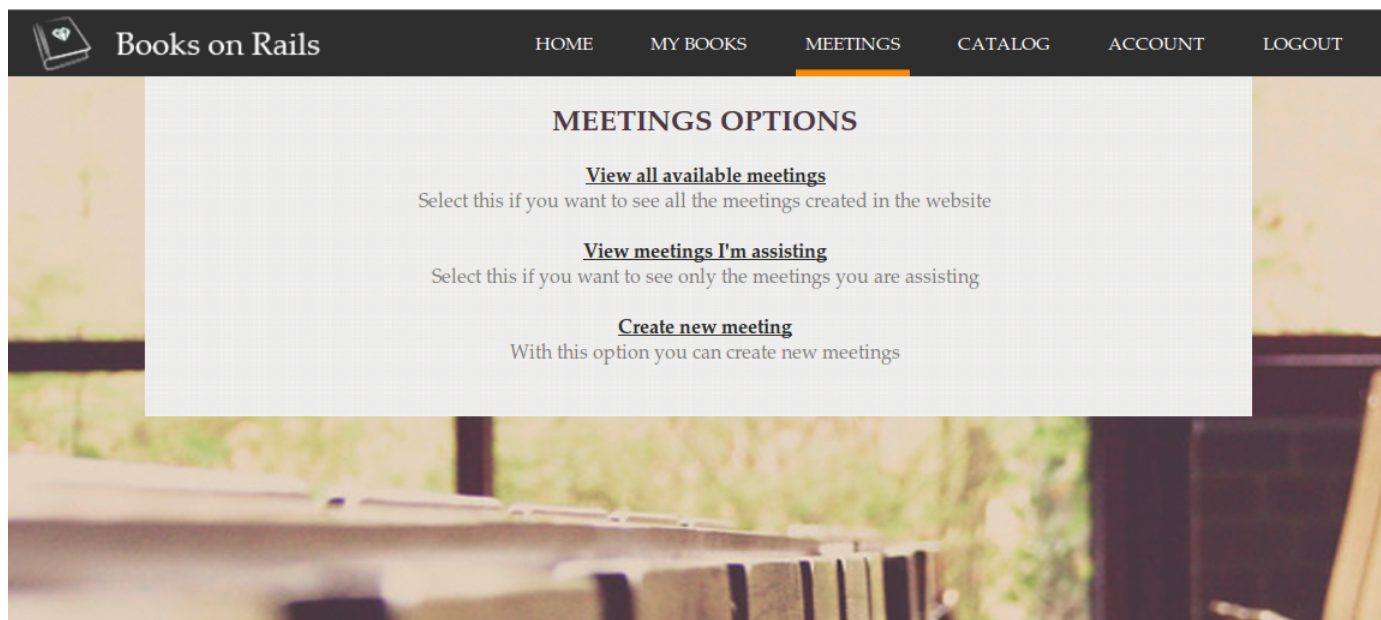 Books on Rails HOME MY BOOKS MEETINGS CATALOG ACCOUNT LOGOUT
MEETINGS OPTIONS
View all available meetings
Select this if you want to see all the meetings created in the website
View meetings I'm assisting
Select this if you want to see only the meetings you are assisting
Create new meeting
With this option you can create new meetings